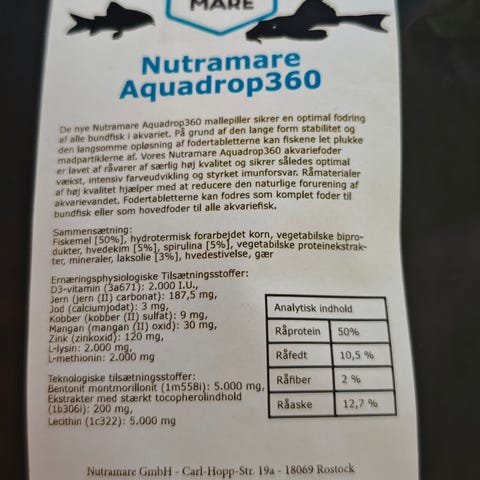 MARE
Nutramare
Aquadrop360
De nye Nutramare Aquadrop360 mallepiller sikrer en optimal fodring
af alle bundfisk i akvariet. På grund af den lange form stabilitet og
den langsomme opløsning af fodertabletterne kan fiskene let plukke
madpartiklerne af. Vores Nutramare Aquadrop360 akvariefoder
er lavet af råvarer af særlig høj kvalitet og sikrer således optimal
vækst, intensiv farveudvikling og styrket imunforsvar. Råmaterialer
af høj kvalitet hjælper med at reducere den naturlige forurening af
akvarievandet. Fodertabletterne kan fodres som komplet foder til
bundfisk eller som hovedfoder til alle akvariefisk.
Sammensætning:
Fiskemel [50%], hydrotermisk forarbejdet korn, vegetabilske bipro-
dukter, hvedekim [5%], spirulina [5%], vegetabilske proteinekstrak-
ter, mineraler, laksolie [3%], hvedestivelse, gær
Ernæringsphysiologiske Tilsætningsstoffer:
D3-vitamin (3a671): 2.000 I.U.,
Jern (jern (II) carbonat): 187,5 mg,
Jod (calciumjodat): 3 mg,
Kobber (kobber (II) sulfat): 9 mg,
Mangan (mangan (II) oxid): 30 mg,
Zink (zinkoxid): 120 mg,
L-lysin: 2.000 mg,
L-methionin: 2.000 mg
Teknologiske tilsætningsstoffer:
Bentonit montmorillonit (1m558i): 5.000 mg,
Ekstrakter med stærkt tocopherolindhold
(1b306i): 200 mg,
Lecithin (1c322): 5.000 mg
Analytisk indhold
Råprotein 50%
Råfedt 10,5 %
Råfiber 2 %
Råaske 12,7 %
Nutramare GmbH - Carl-Hopp-Str. 19a - 18069 Rostock